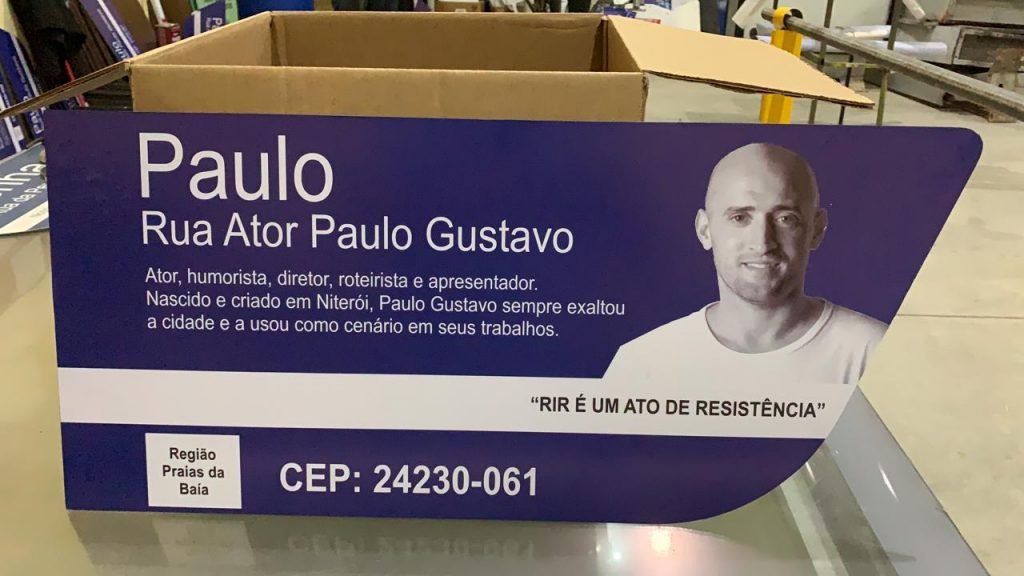 Paulo
Rua Ator Paulo Gustavo
Ator, humorista, diretor, roteirista e apresentador.
Nascido e criado em Niterói, Paulo Gustavo sempre exaltou
a cidade e a usou como cenário em seus trabalhos.
“RIR É UM ATO DE RESISTÊNCIA”
Região
Praias da
Baía
CEP: 24230-061